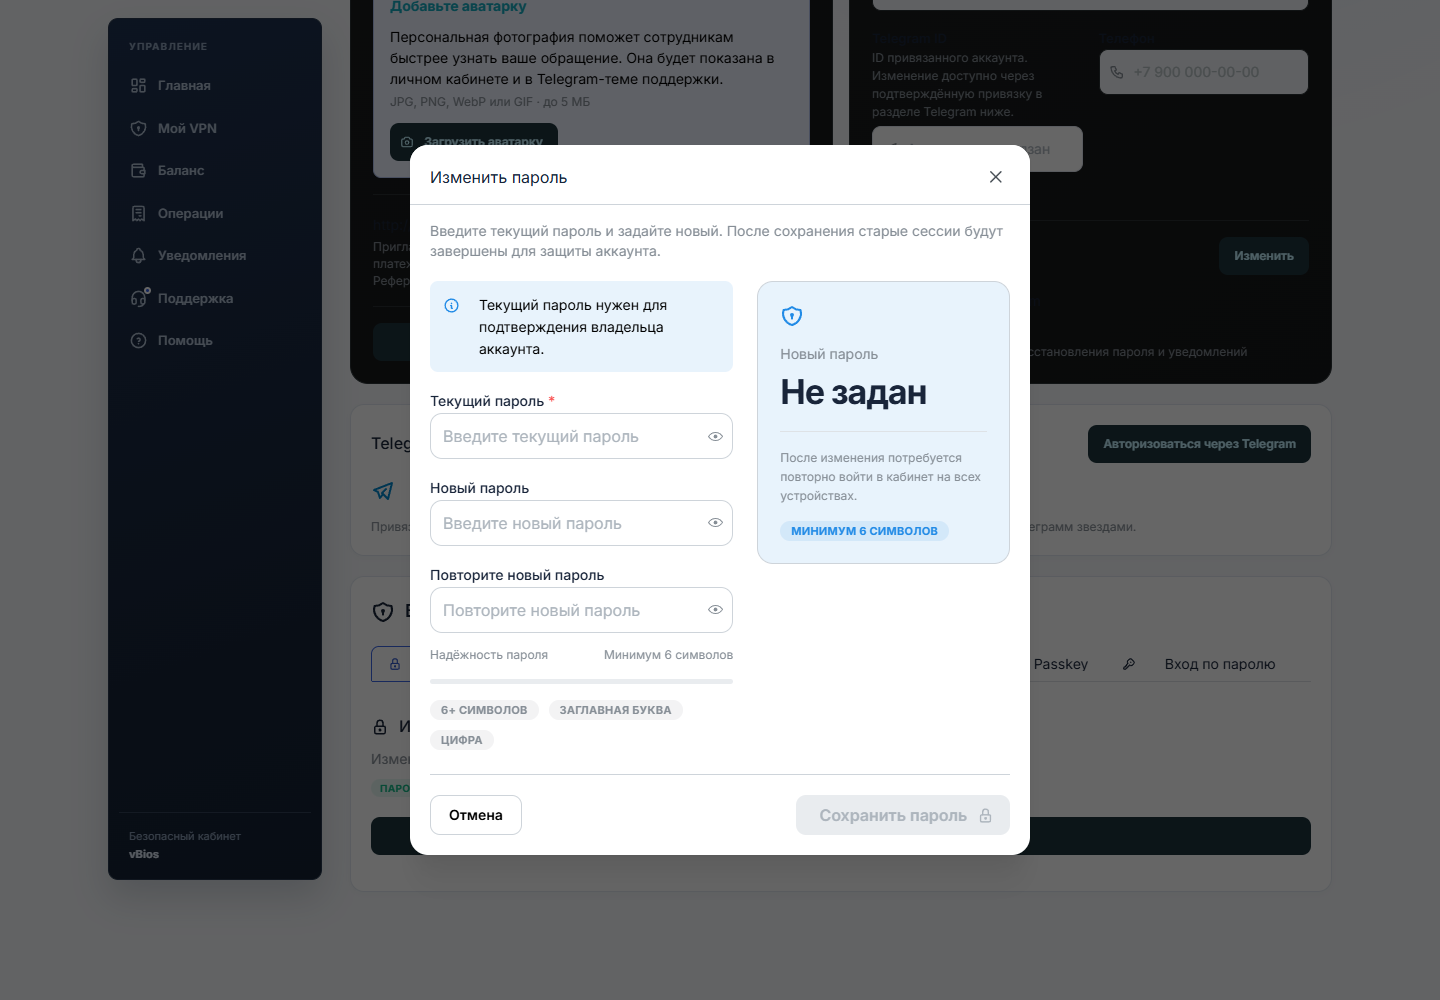 УПРАВЛЕНИЕ
Главная
Мой VPN
Баланс
Операции
Уведомления
Поддержка
Помощь
Безопасный кабинет
vBios
Добавьте аватарку
Персональная фотография поможет сотрудникам
быстрее узнать ваше обращение. Она будет показана в
личном кабинете и в Telegram-теме поддержки.
JPG, PNG, WebP или GIF · до 5 МБ
Загрузить аватарку
ID привязанного аккаунта.
Изменение доступно через
подтверждённую привязку в
разделе Telegram ниже.
+7 900 000-00-00
Изменить
Авторизоваться через Telegram
Passkey
Вход по паролю
Изменить пароль
Введите текущий пароль и задайте новый. После сохранения старые сессии будут
завершены для защиты аккаунта.
Текущий пароль нужен для
подтверждения владельца
аккаунта.
Текущий пароль *
Введите текущий пароль
Новый пароль
Введите новый пароль
Повторите новый пароль
Повторите новый пароль
Надёжность пароля
Минимум 6 символов
6+ СИМВОЛОВ
ЗАГЛАВНАЯ БУКВА
ЦИФРА
Новый пароль
Не задан
После изменения потребуется
повторно войти в кабинет на всех
устройствах.
МИНИМУМ 6 СИМВОЛОВ
Отмена
Сохранить пароль
пароля и уведомлений
звездами.